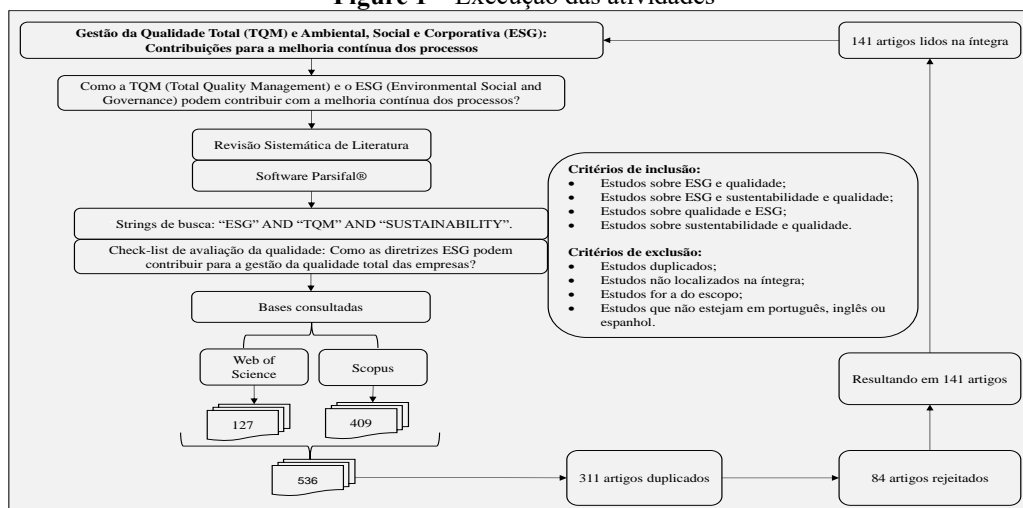 Figure 1 – Execução das atividades
Gestão da Qualidade Total (TQM) e Ambiental, Social e Corporativa (ESG):
Contribuições para a melhoria contínua dos processos
141 artigos lidos na íntegra
Como a TQM (Total Quality Management) e o ESG (Environmental Social and
Governance) podem contribuir com a melhoria contínua dos processos?
Revisão Sistemática de Literatura
Software Parsifal®
Strings de busca: “ESG” AND “TQM” AND “SUSTAINABILITY”.
Check-list de avaliação da qualidade: Como as diretrizes ESG podem
contribuir para a gestão da qualidade total das empresas?
Critérios de inclusão:
• Estudos sobre ESG e qualidade;
• Estudos sobre ESG e sustentabilidade e qualidade;
• Estudos sobre qualidade e ESG;
• Estudos sobre sustentabilidade e qualidade.
Critérios de exclusão:
• Estudos duplicados;
• Estudos não localizados na íntegra;
• Estudos for a do escopo;
• Estudos que não estejam em português, inglês ou
espanhol.
Bases consultadas
Web of
Science
Scopus
127
409
536
311 artigos duplicados
84 artigos rejeitados
Resultando em 141 artigos